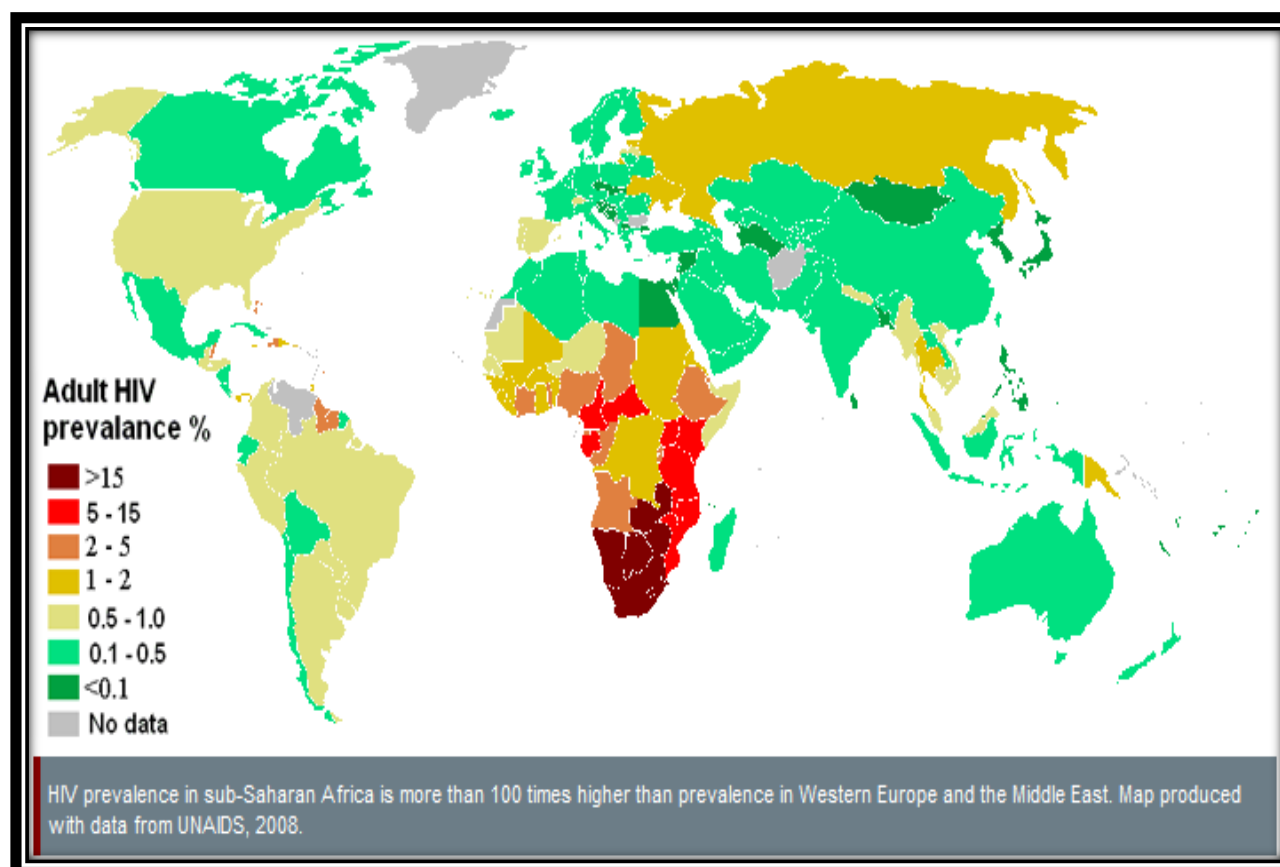 Adult HIV
prevalance %
>15
5 - 15
2 - 5
1 - 2
0.5 - 1.0
0.1 - 0.5
<0.1
No data
HIV prevalence in sub-Saharan Africa is more than 100 times higher than prevalence in Western Europe and the Middle East. Map produced
with data from UNAIDS, 2008.